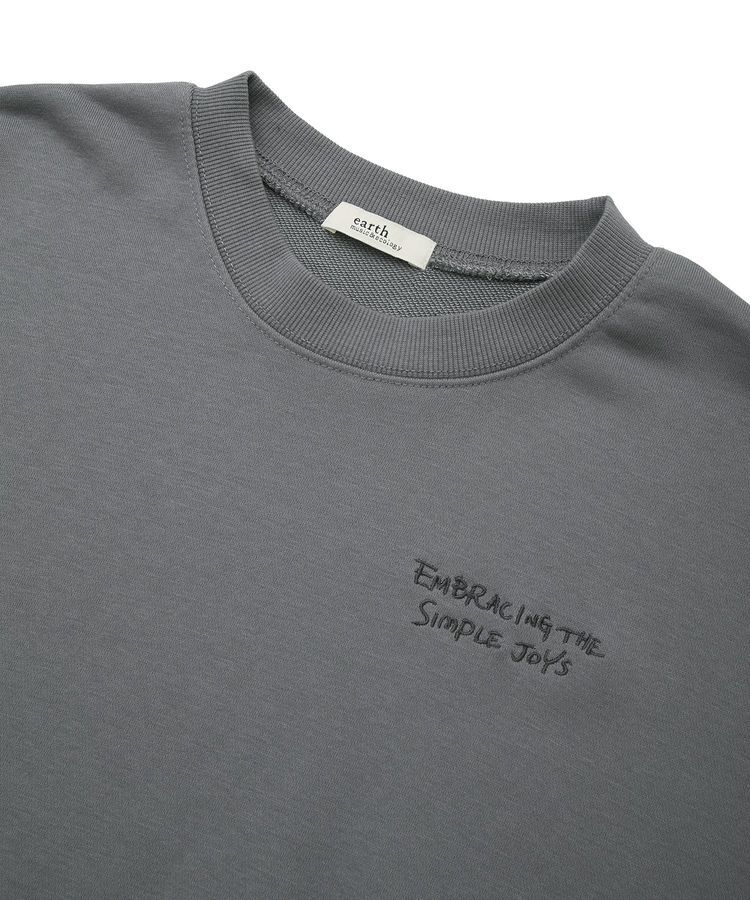 earth
music&ecology
EMBRACING THE
SIMPLE JOYS